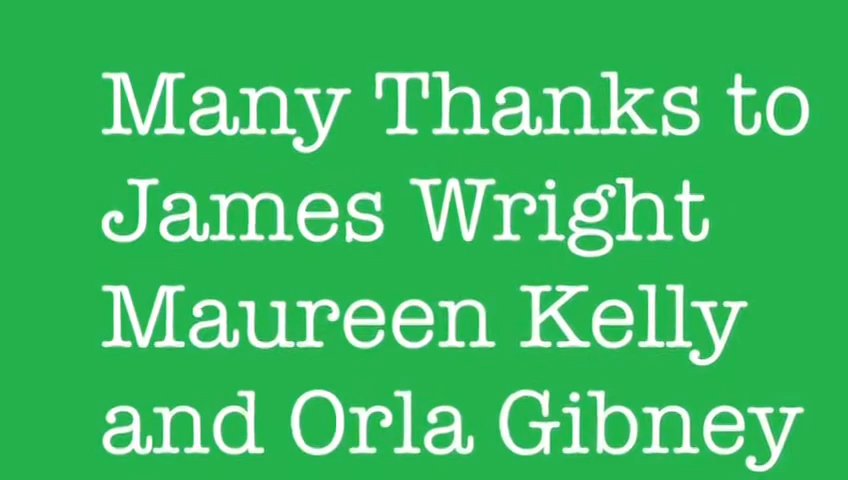 Many Thanks to
James Wright
Maureen Kelly
and Orla Gibney